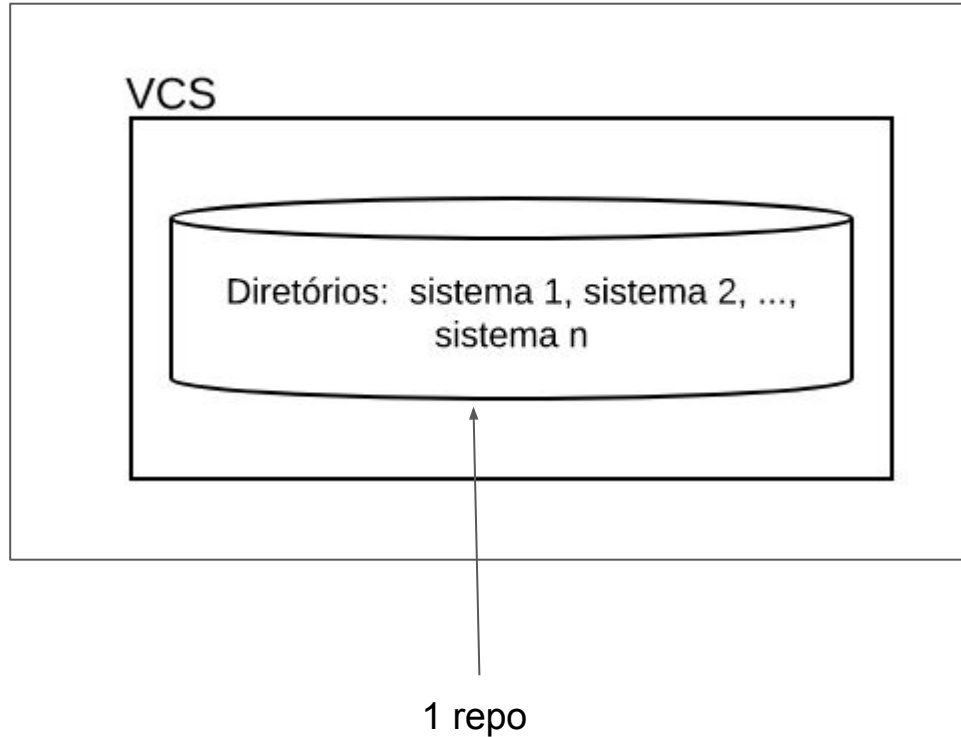 VCS
Diretórios: sistema 1, sistema 2, ...,
sistema n
1 repo